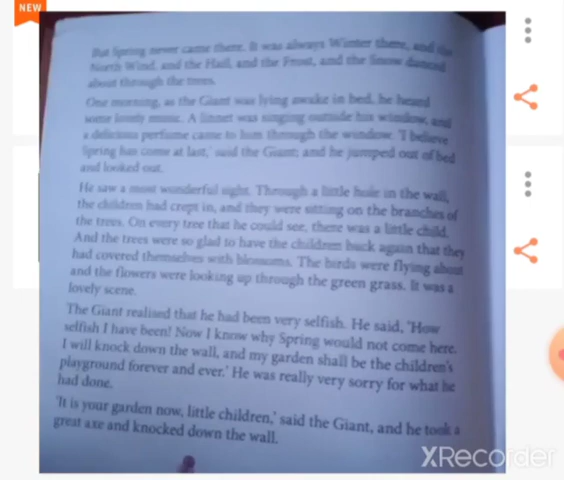 NEW
But Spring never came there. It was always Winter there, and the
North Wind, and the Hail, and the Frost, and the Snow danced
about through the trees.
One morning, as the Giant was lying awake in bed, he heard
some lovely music. A linnet was singing outside his window, and
a delicious perfume came to him through the window. 'I believe
Spring has come at last,' said the Giant; and he jumped out of bed
and looked out.
He saw a most wonderful sight. Through a little hole in the wall,
the children had crept in, and they were sitting on the branches of
the trees. On every tree that he could see, there was a little child.
And the trees were so glad to have the children back again that they
had covered themselves with blossoms. The birds were flying about
and the flowers were looking up through the green grass. It was a
lovely scene.
The Giant realised that he had been very selfish. He said, 'How
selfish I have been! Now I know why Spring would not come here.
I will knock down the wall, and my garden shall be the children's
playground forever and ever.' He was really very sorry for what he
had done.
'It is your garden now, little children,' said the Giant, and he took a
great axe and knocked down the wall.
XRecorder